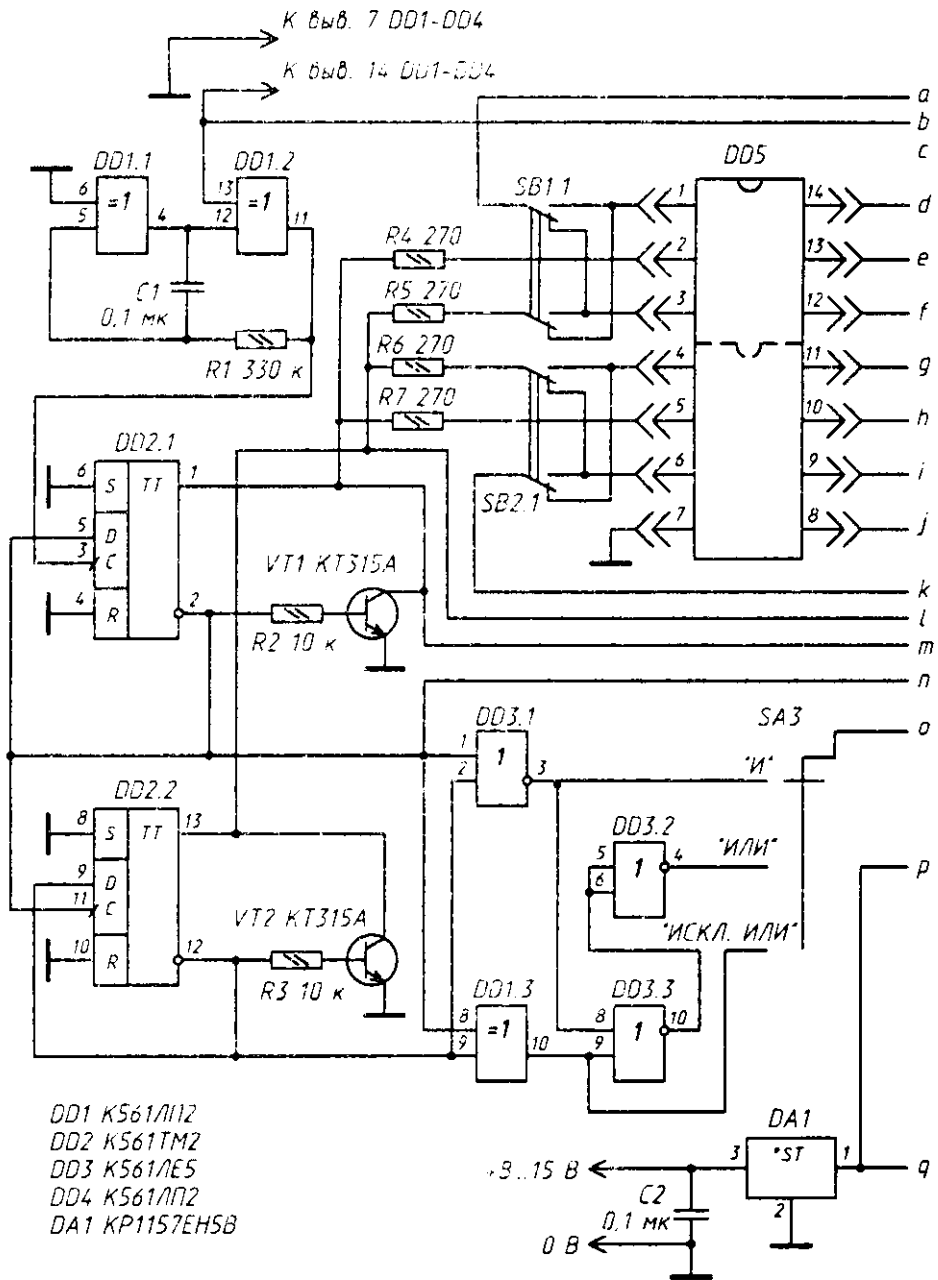 К выв. 7 DD1-DD4
К выв. 14 DD1-DD4
a
b
c
DD1.1
DD1.2
DD5
6
5
=1
4
13
12
=1
11
SB1.1
1
14
d
R4 270
2
13
e
C1
0,1 мк
R5 270
3
12
f
R1 330 к
R6 270
4
11
g
R7 270
5
10
h
DD2.1
6
S
TT
1
6
9
i
SB2.1
5
D
3
C
7
8
j
VT1 КТ315А
4
R
2
k
l
R2 10 к
m
n
DD3.1
SA3
o
1
2
1
3
"И"
DD2.2
8
S
TT
13
DD3.2
"ИЛИ"
9
D
11
C
5
6
1
4
p
VT2 КТ315А
"ИСКЛ. ИЛИ"
10
R
12
R3 10 к
DD1.3
DD3.3
8
9
=1
10
8
9
1
10
DD1 К561ЛП2
DD2 К561ТМ2
DD3 К561ЛЕ5
DD4 К561ЛП2
DA1 КР1157ЕН5В
DA1
+В...15 В
3
*ST
1
q
2
C2
0,1 мк
0 В